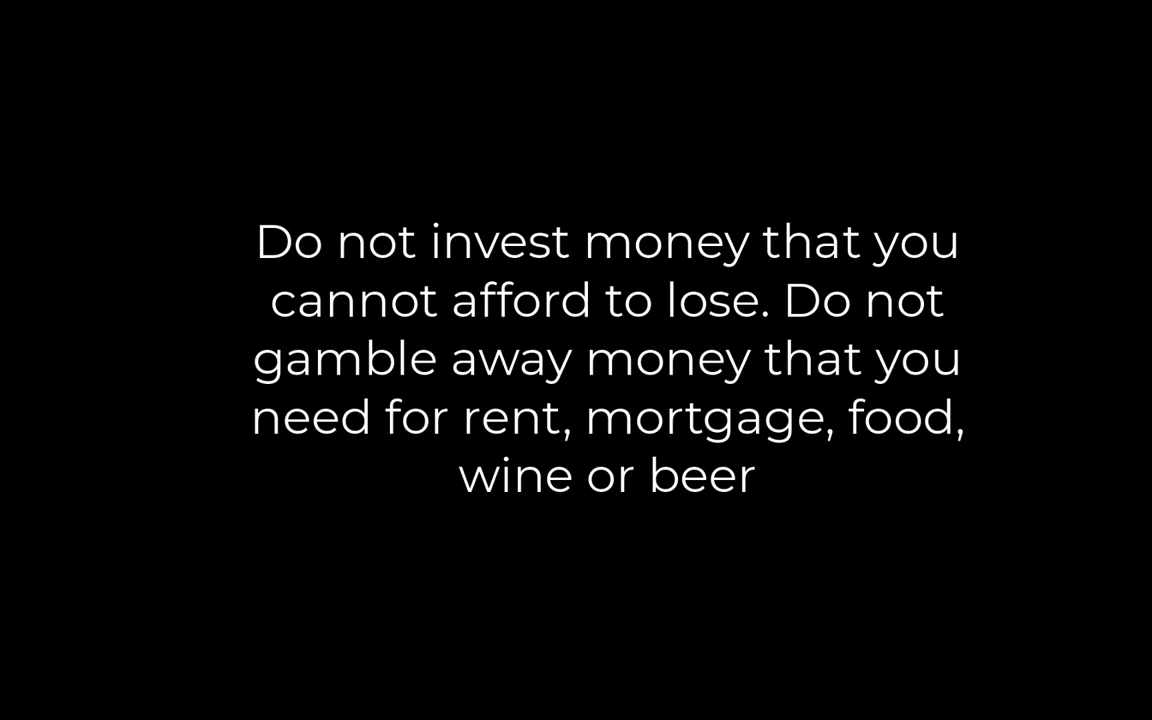 Do not invest money that you
cannot afford to lose. Do not
gamble away money that you
need for rent, mortgage, food,
wine or beer